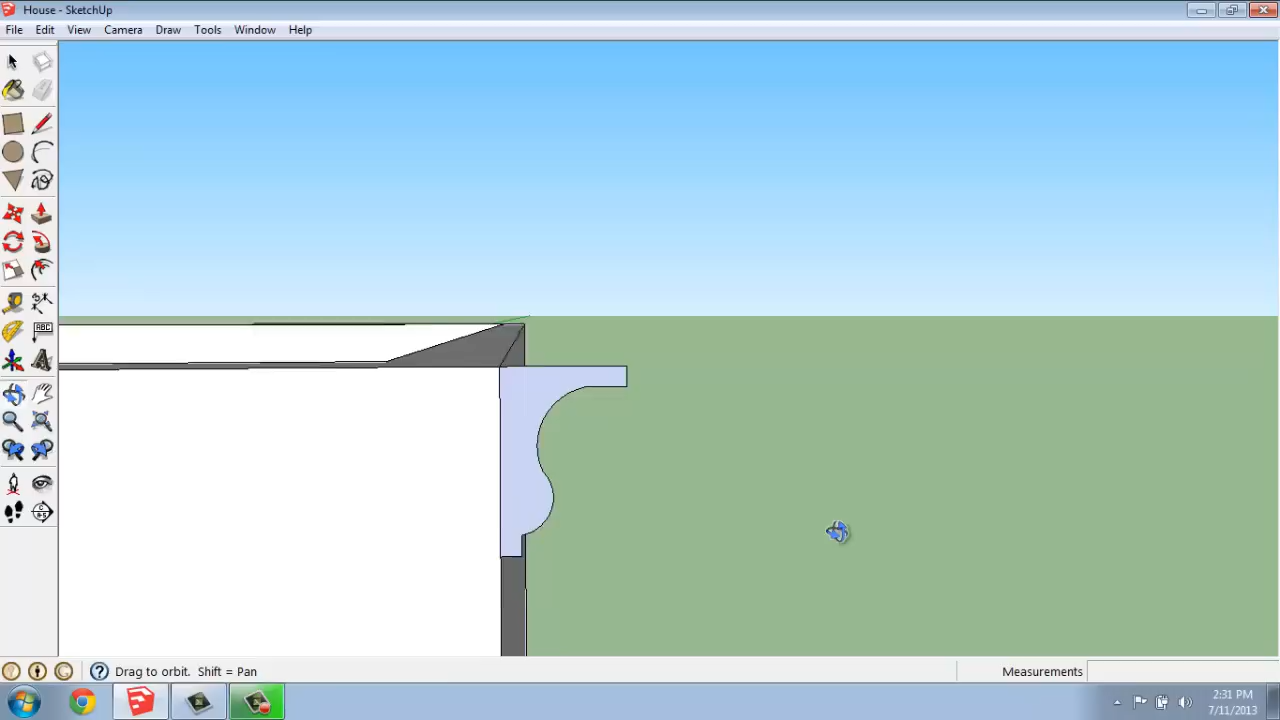 House - SketchUp
File Edit View Camera Draw Tools Window Help
ABC
Drag to orbit. Shift = Pan
Measurements
2:31 PM
7/11/2013